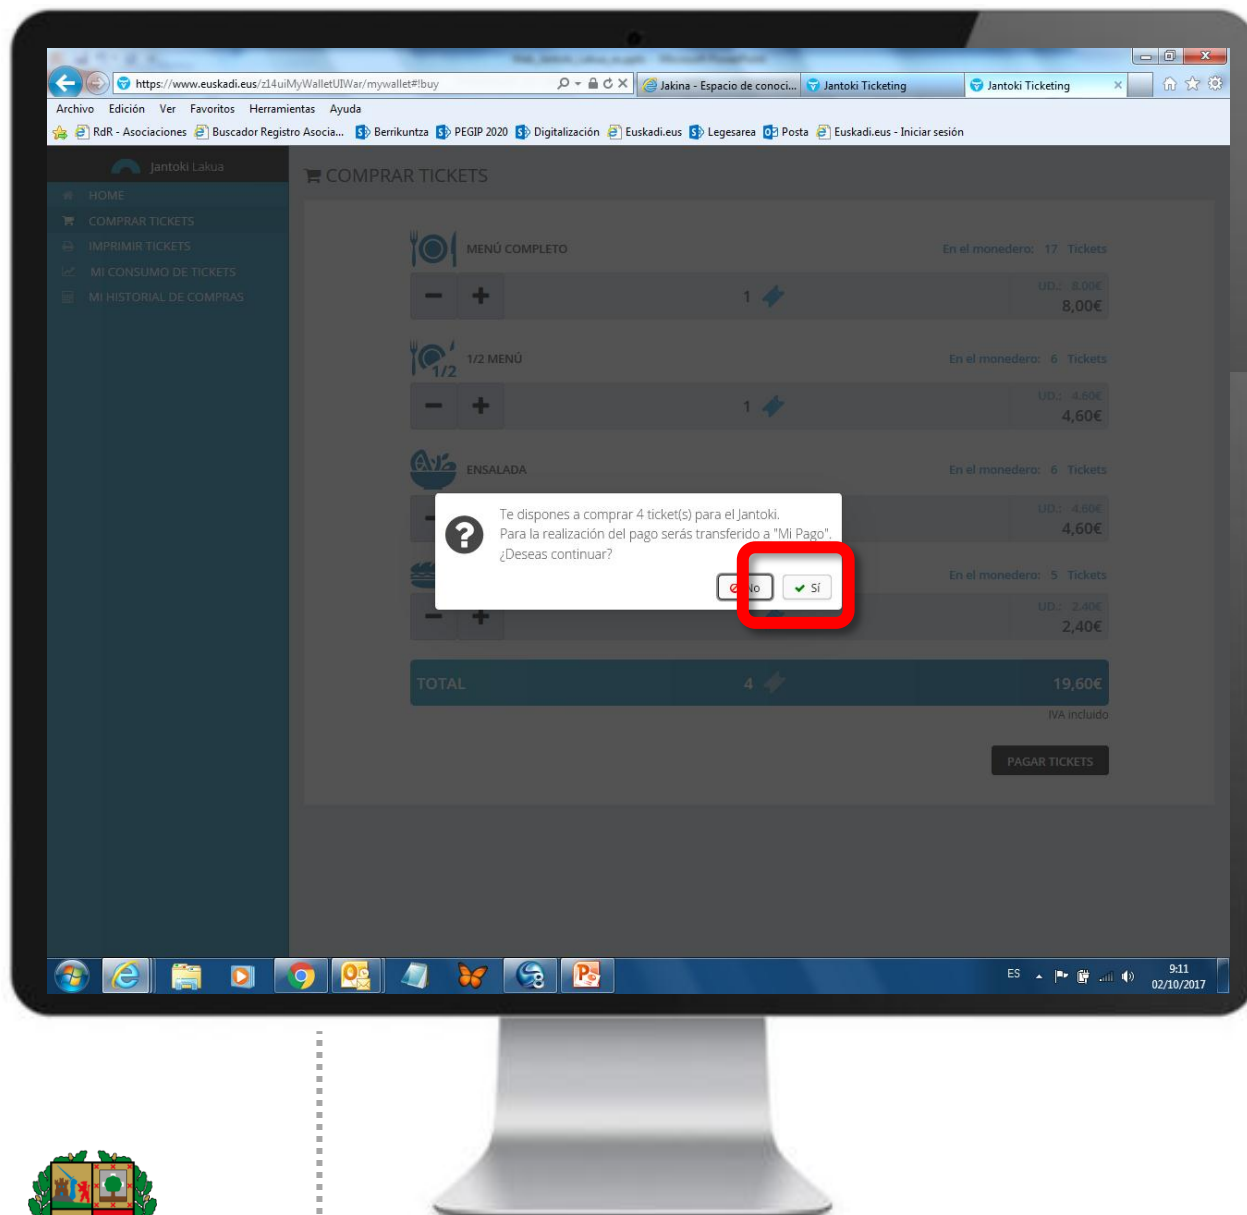 https://www.euskadi.eus/z14uiMyWalletUIWar/mywallet#!buy
Jakina - Espacio de conoci...
Jantoki Ticketing
Jantoki Ticketing
Archivo Edición Ver Favoritos Herramientas Ayuda
RdR - Asociaciones Buscador Registro Asocia... Berrikuntza PEGIP 2020 Digitalización Euskadi.eus Legesarea Posta Euskadi.eus - Iniciar sesión
Jantoki Lakua
HOME
COMPRAR TICKETS
IMPRIMIR TICKETS
MI CONSUMO DE TICKETS
MI HISTORIAL DE COMPRAS
COMPRAR TICKETS
MENÚ COMPLETO En el monedero: 17 Tickets
1 UD.: 8.00€
8,00€
1/2
1/2 MENÚ En el monedero: 6 Tickets
1 UD.: 4.60€
4,60€
ENSALADA En el monedero: 6 Tickets
UD.: 4.60€
4,60€
En el monedero: 5 Tickets
UD.: 2.40€
2,40€
Te dispones a comprar 4 ticket(s) para el Jantoki.
Para la realización del pago serás transferido a "Mi Pago".
¿Deseas continuar?
No Sí
TOTAL 4 19,60€
IVA incluido
PAGAR TICKETS
ES 9:11
02/10/2017